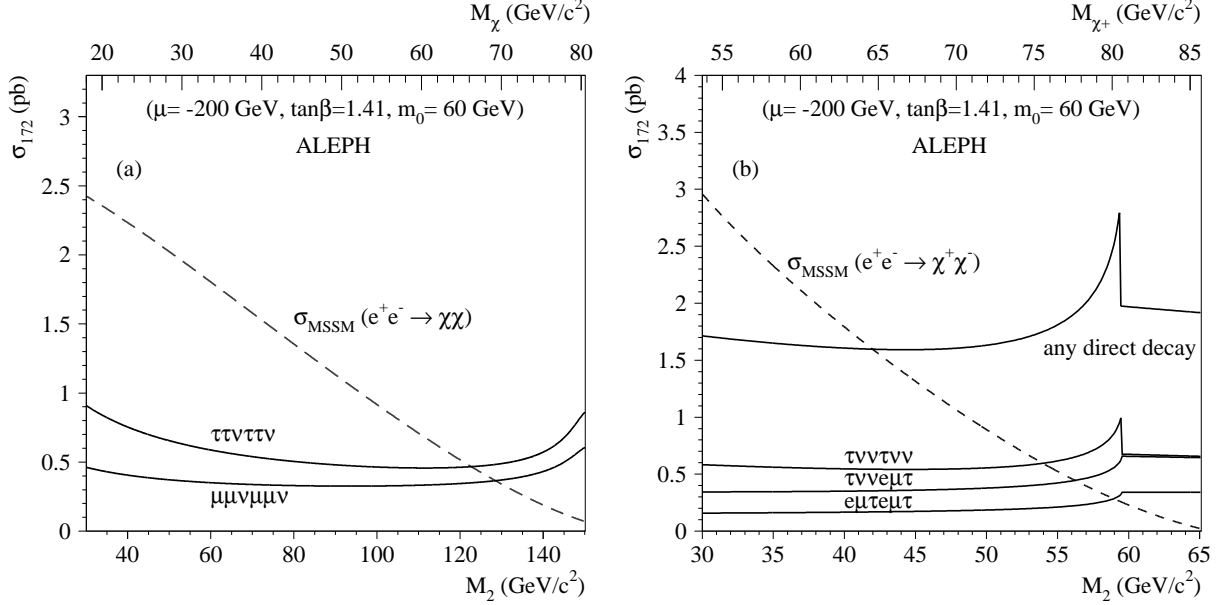 M_χ (GeV/c²)
20 30 40 50 60 70 80
σ₁₇₂ (pb)
(μ= -200 GeV, tanβ=1.41, m₀= 60 GeV)
ALEPH
(a)
σ_MSSM (e⁺e⁻ → χχ)
ττνττν
μμνμμν
3
2.5
2
1.5
1
0.5
0
40 60 80 100 120 140
M₂ (GeV/c²)
M_χ+ (GeV/c²)
55 60 65 70 75 80 85
σ₁₇₂ (pb)
(μ= -200 GeV, tanβ=1.41, m₀= 60 GeV)
ALEPH
(b)
σ_MSSM (e⁺e⁻ → χ⁺χ⁻)
any direct decay
τνντνν
τννeμτ
eμτeμτ
4
3.5
3
2.5
2
1.5
1
0.5
0
30 35 40 45 50 55 60 65
M₂ (GeV/c²)